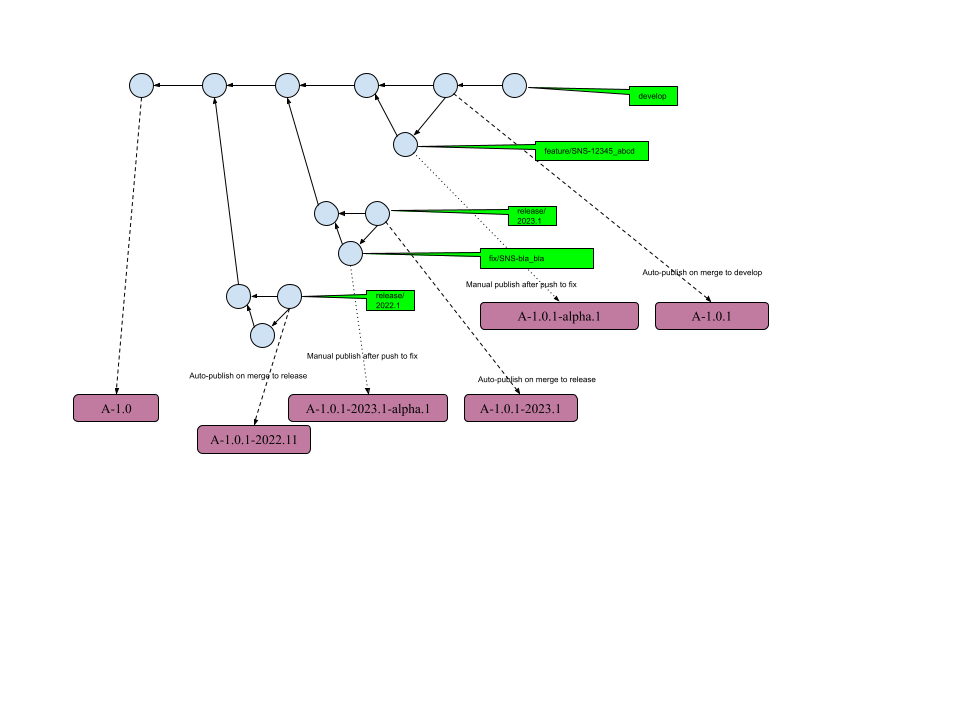 develop
feature/SNS-12345_abcd
release/
2023.1
fix/SNS-bla_bla
Auto-publish on merge to develop
Manual publish after push to fix
release/
2022.1
A-1.0.1-alpha.1
A-1.0.1
Manual publish after push to fix
Auto-publish on merge to release
Auto-publish on merge to release
A-1.0
A-1.0.1-2023.1-alpha.1
A-1.0.1-2023.1
A-1.0.1-2022.11